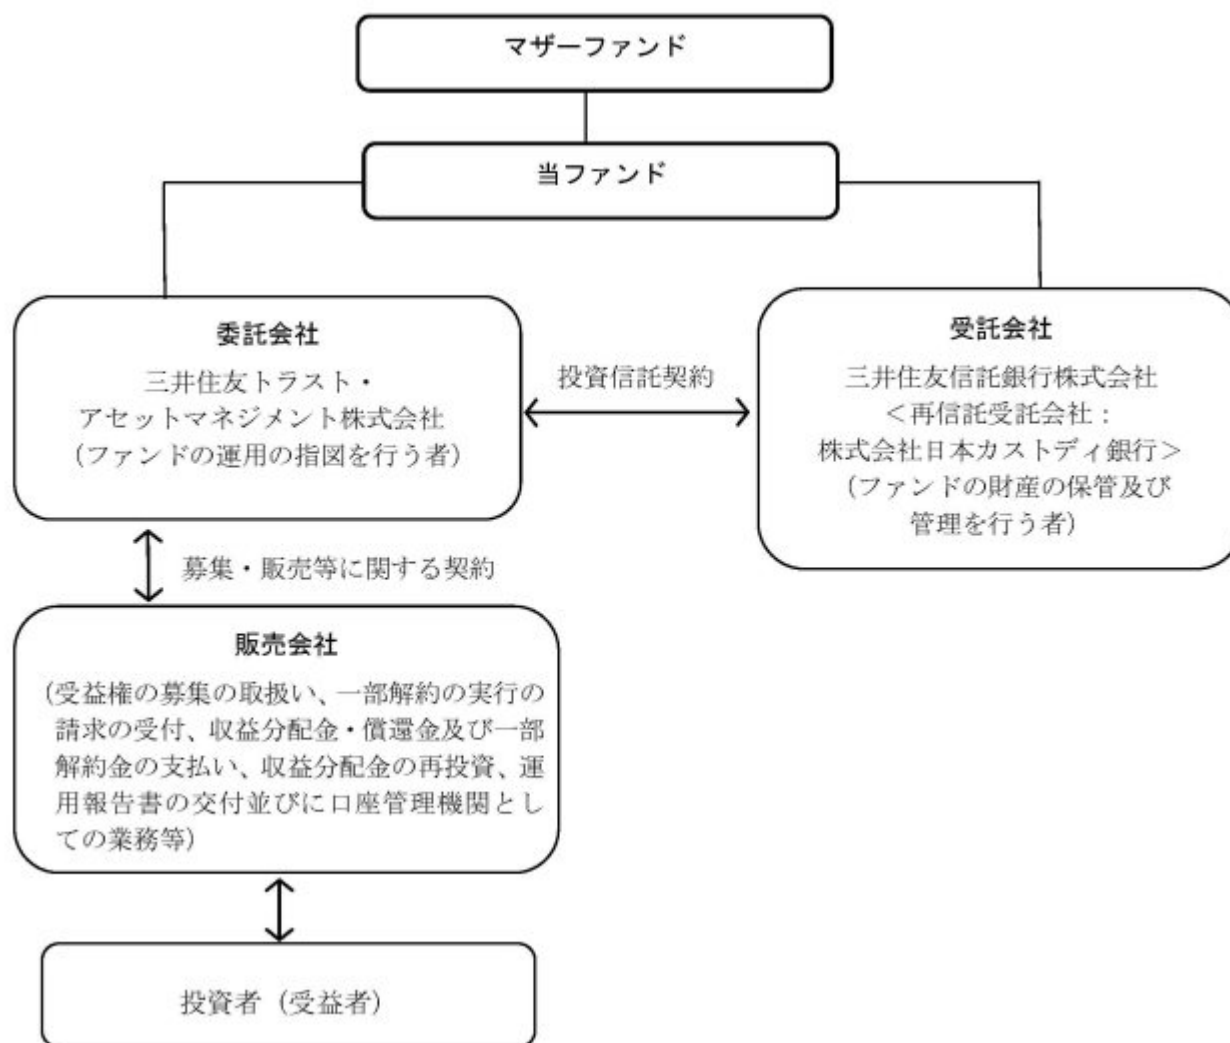 マザーファンド
当ファンド
委託会社
三井住友トラスト・
アセットマネジメント株式会社
（ファンドの運用の指図を行う者）
投資信託契約
受託会社
三井住友信託銀行株式会社
＜再信託受託会社：
株式会社日本カストディ銀行＞
（ファンドの財産の保管及び
管理を行う者）
募集・販売等に関する契約
販売会社
（受益権の募集の取扱い、一部解約の実行の
請求の受付、収益分配金・償還金及び一部
解約金の支払い、収益分配金の再投資、運
用報告書の交付並びに口座管理機関とし
ての業務等）
投資者（受益者）